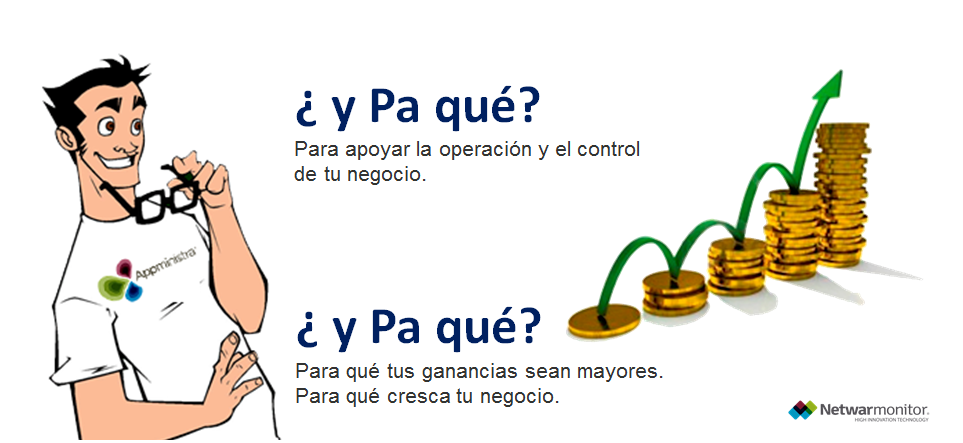 ¿ y Pa qué?
Para apoyar la operación y el control
de tu negocio.
Appministra
¿ y Pa qué?
Para qué tus ganancias sean mayores.
Para qué cresca tu negocio.
Netwarmonitor.
HIGH INNOVATION TECHNOLOGY